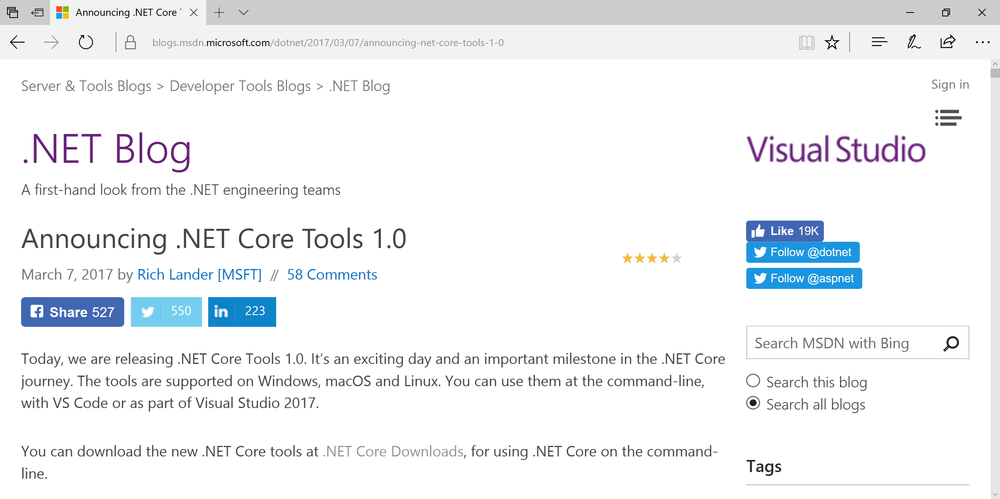 Announcing .NET Core
blogs.msdn.microsoft.com/dotnet/2017/03/07/announcing-net-core-tools-1-0
Server & Tools Blogs > Developer Tools Blogs > .NET Blog
Sign in
.NET Blog
Visual Studio
A first-hand look from the .NET engineering teams
Announcing .NET Core Tools 1.0
March 7, 2017 by Rich Lander [MSFT] // 58 Comments
Share 527
550
in 223
Like 19K
Follow @dotnet
Follow @aspnet
Search MSDN with Bing
Search this blog
Search all blogs
Today, we are releasing .NET Core Tools 1.0. It’s an exciting day and an important milestone in the .NET Core
journey. The tools are supported on Windows, macOS and Linux. You can use them at the command-line,
with VS Code or as part of Visual Studio 2017.
You can download the new .NET Core tools at .NET Core Downloads, for using .NET Core on the command-
line.
Tags